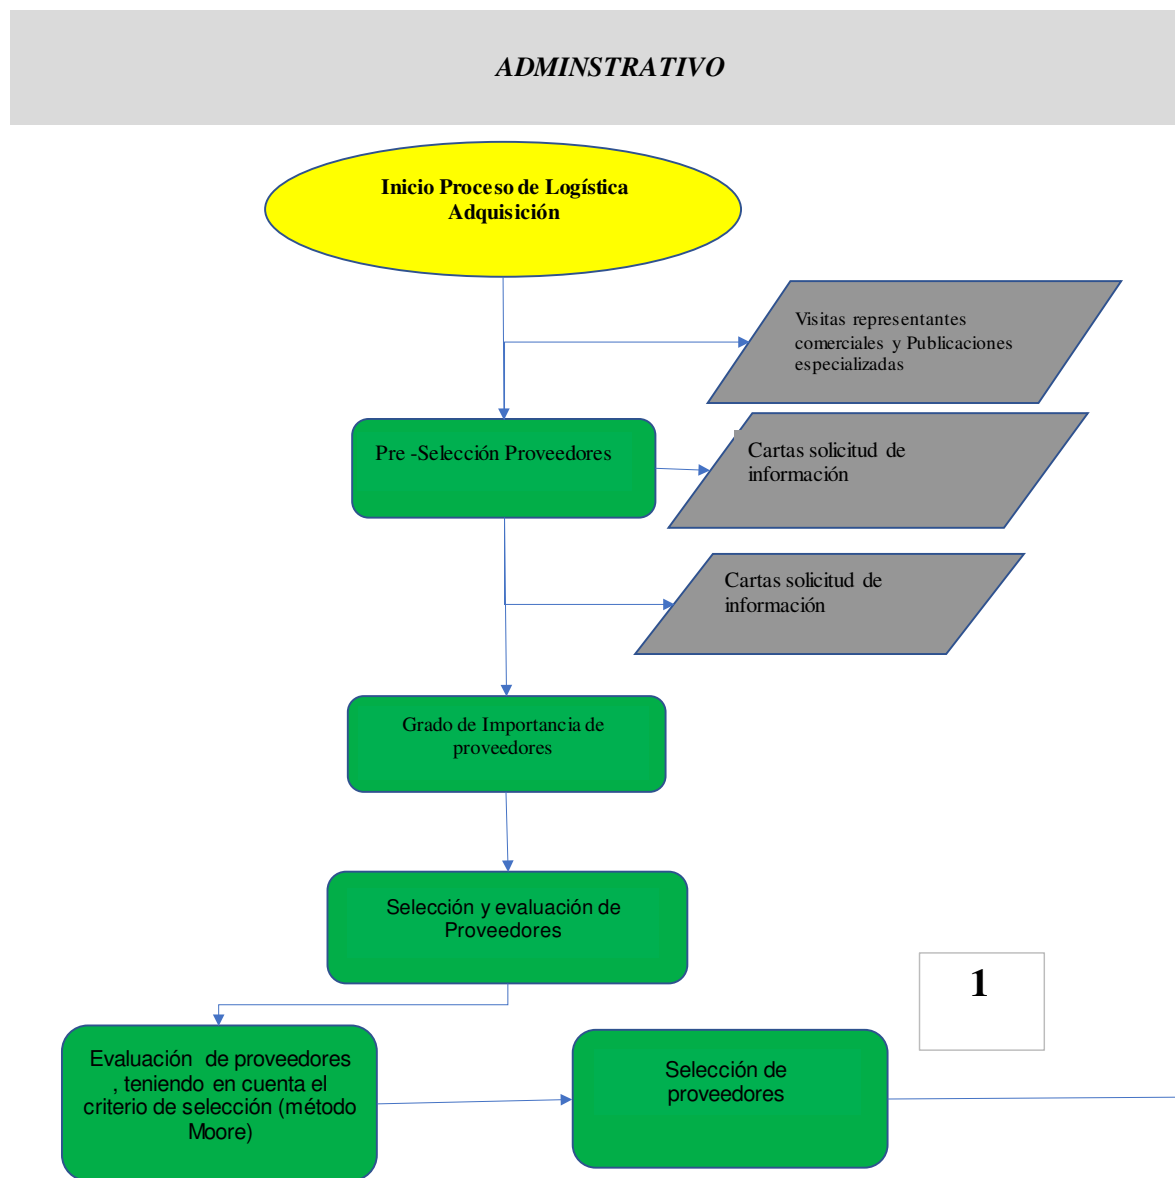 ADMINSTRATIVO
Inicio Proceso de Logística
Adquisición
Visitas representantes
comerciales y Publicaciones
especializadas
Pre -Selección Proveedores
Cartas solicitud de
información
Cartas solicitud de
información
Grado de Importancia de
proveedores
Selección y evaluación de
Proveedores
1
Evaluación de proveedores
, teniendo en cuenta el
criterio de selección (método
Moore)
Selección de
proveedores